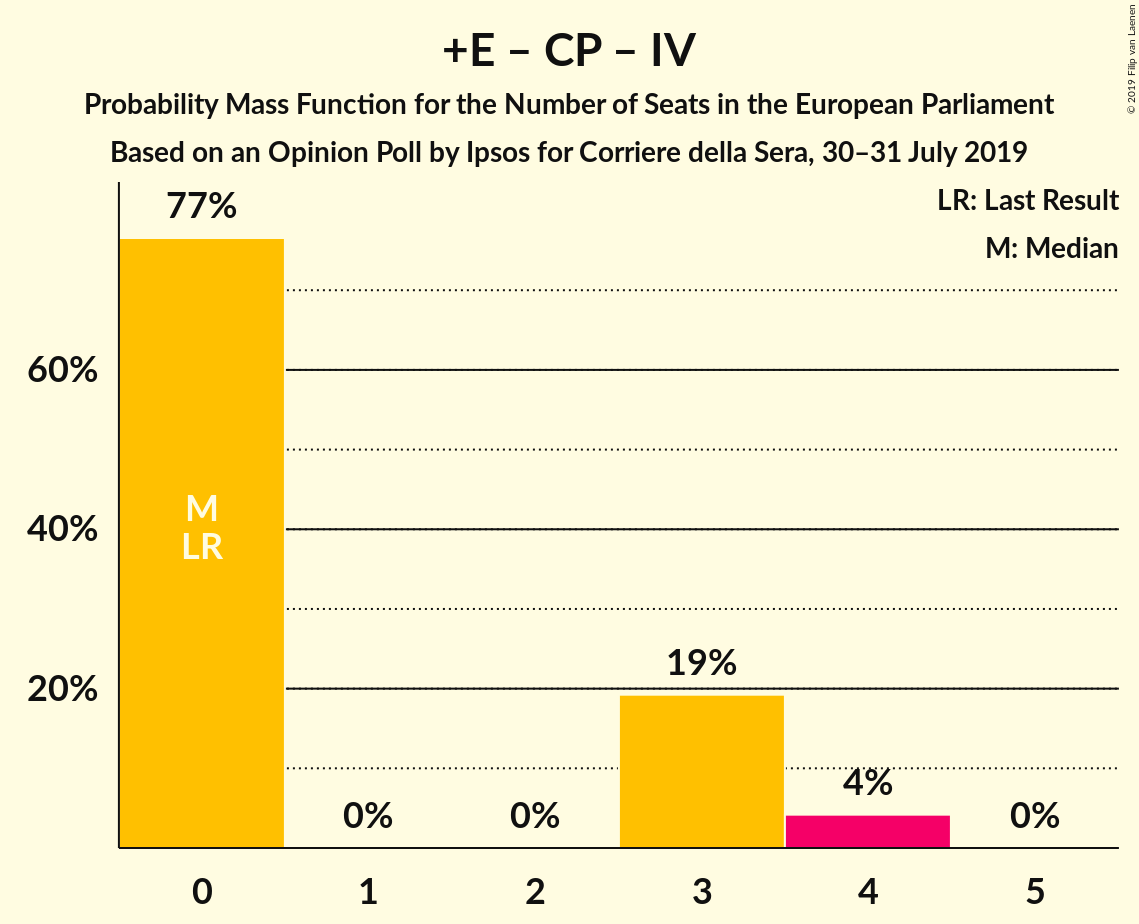 +E – CP – IV
Probability Mass Function for the Number of Seats in the European Parliament
Based on an Opinion Poll by Ipsos for Corriere della Sera, 30–31 July 2019
© 2019 Filip van Laenen
LR: Last Result
M: Median
77%
60%
40%
20%
M
LR
0%
0%
19%
4%
0%
0
1
2
3
4
5